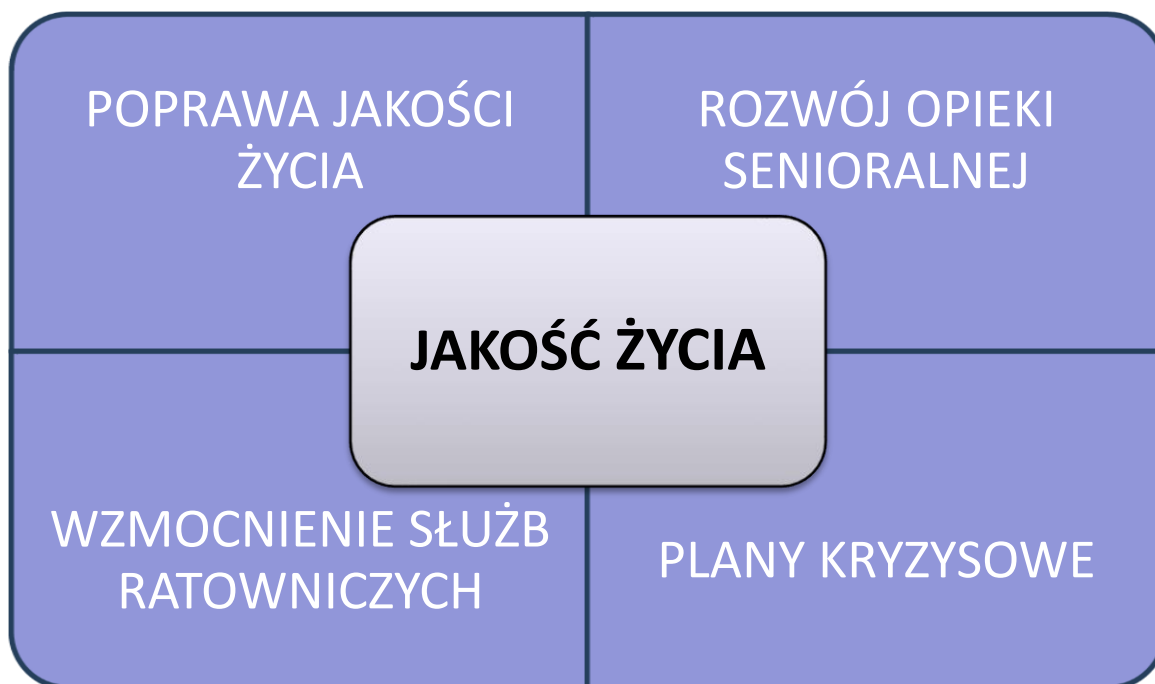 POPRAWA JAKOŚCI
ŻYCIA
ROZWÓJ OPIEKI
SENIORALNEJ
JAKOŚĆ ŻYCIA
WZMOCNIENIE SŁUŻB
RATOWNICZYCH
PLANY KRYZYSOWE